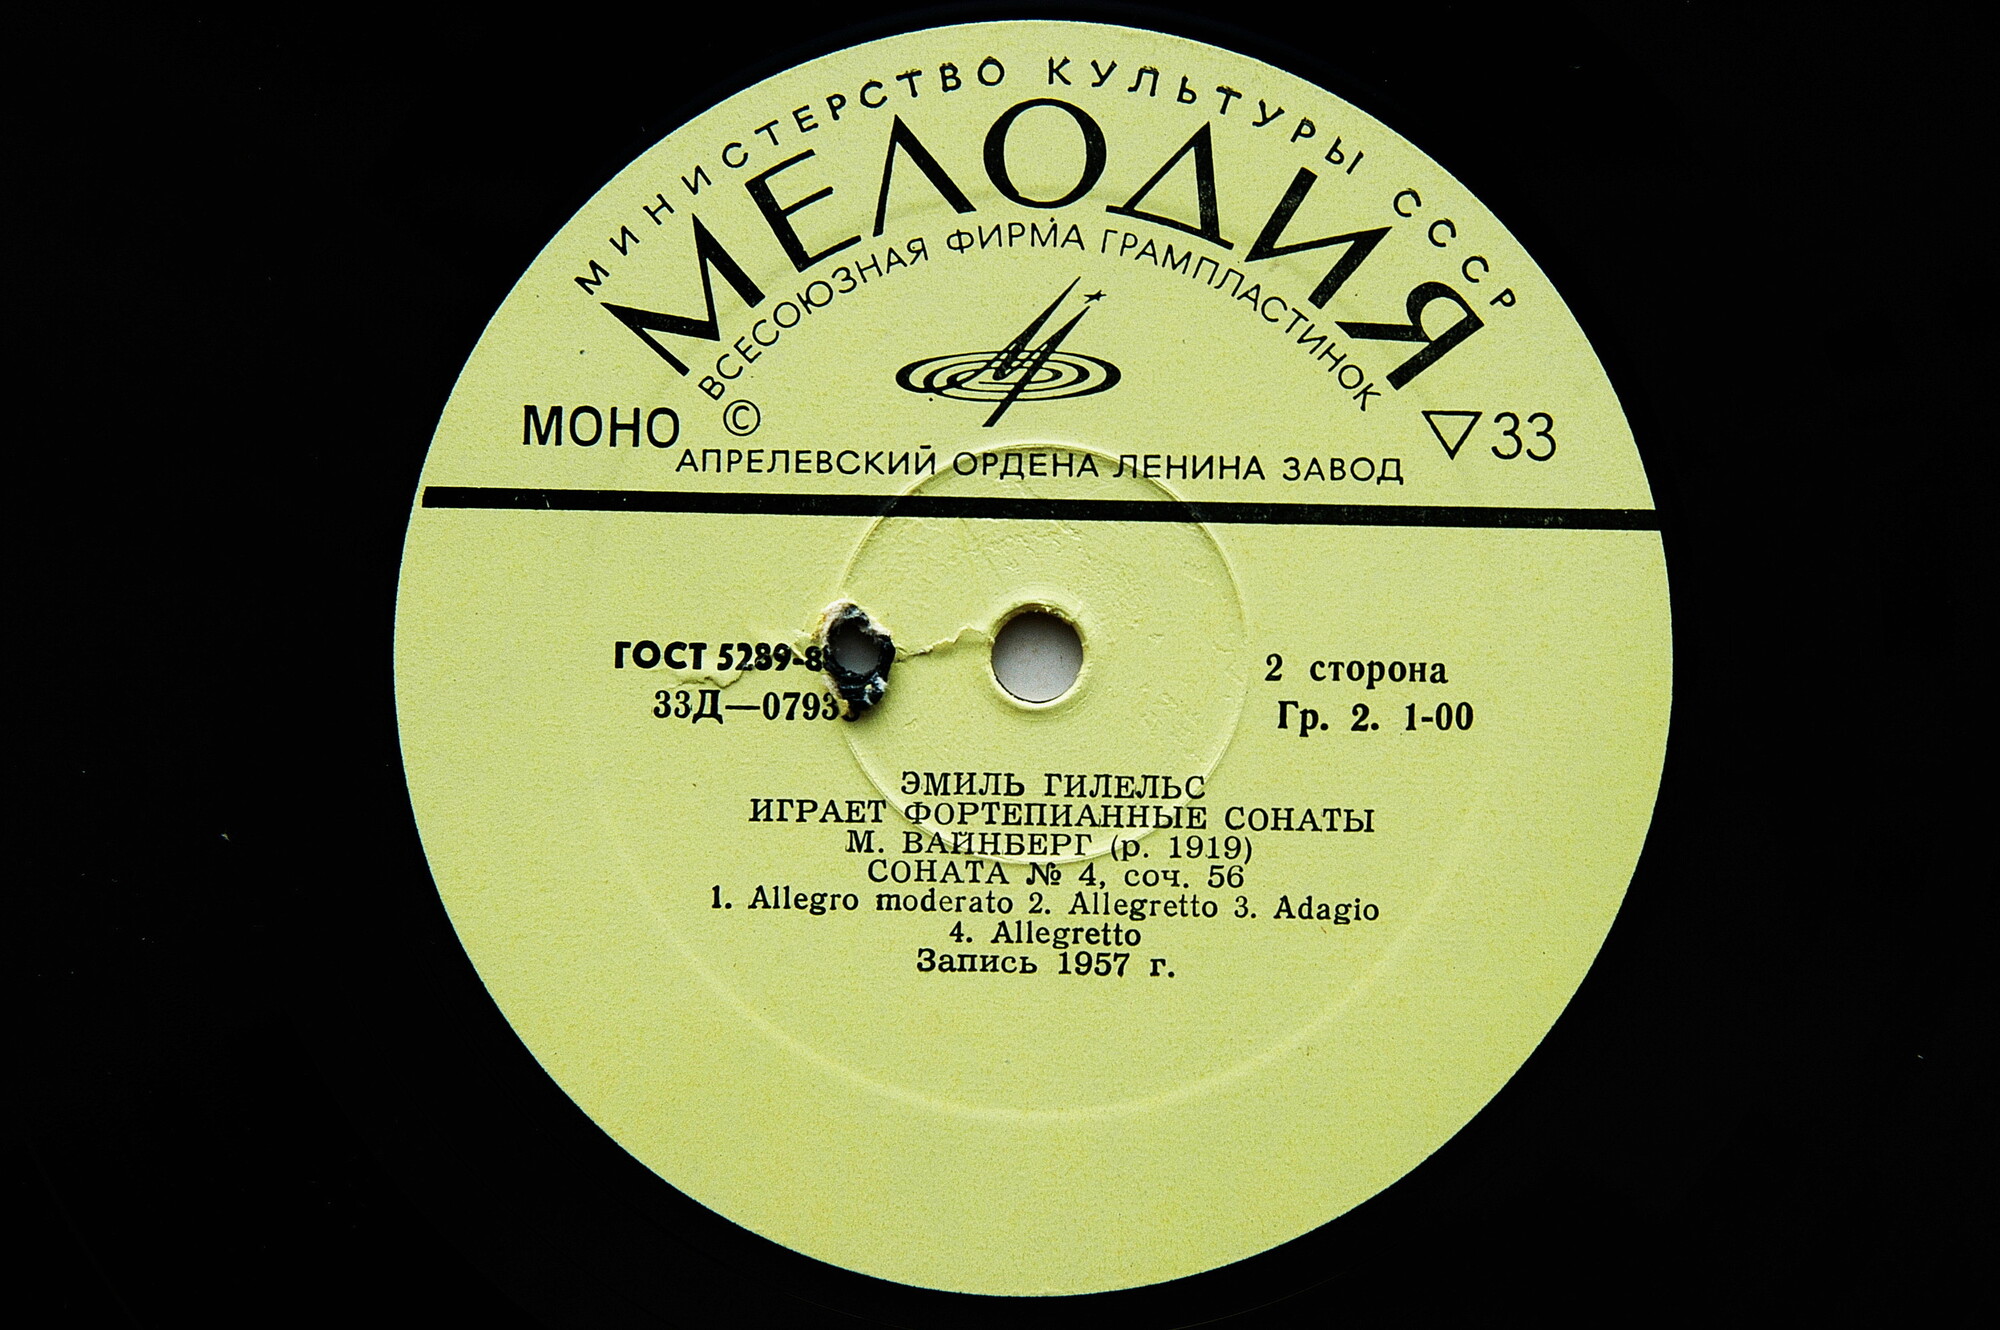 МИНИСТЕРСТВО КУЛЬТУРЫ СССР
МЕЛОДИЯ
ВСЕСОЮЗНАЯ ФИРМА ГРАМПЛАСТИНОК
МОНО © ▽33
АПРЕЛЕВСКИЙ ОРДЕНА ЛЕНИНА ЗАВОД
ГОСТ
2 сторона
Гр. 2. 1-00
ЭМИЛЬ ГИЛЕЛЬС
ИГРАЕТ ФОРТЕПИАННЫЕ СОНАТЫ
М. ВАЙНБЕРГ (р. 1919)
СОНАТА № 4, соч. 56
1. Allegro moderato 2. Allegretto 3. Adagio
4. Allegretto
Запись 1957 г.